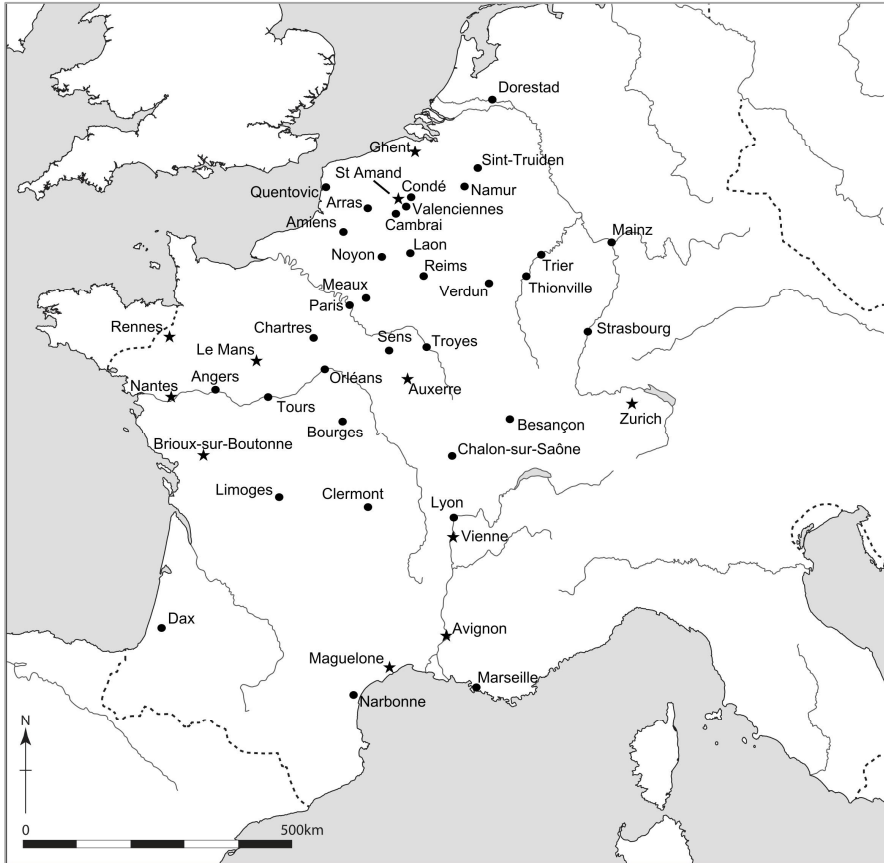 Dorestad
Ghent
Sint-Truiden
St Amand
Condé
Namur
Quentovic
Arras
Valenciennes
Amiens
Cambrai
Mainz
Noyon
Laon
Trier
Reims
Verdun
Thionville
Meaux
Paris
Rennes
Chartres
Sens
Troyes
Strasbourg
Le Mans
Orléans
Nantes
Angers
Auxerre
Tours
Zurich
Bourges
Besançon
Brioux-sur-Boutonne
Chalon-sur-Saône
Limoges
Clermont
Lyon
Vienne
Dax
Avignon
Maguelone
Marseille
Narbonne
N
0
500km